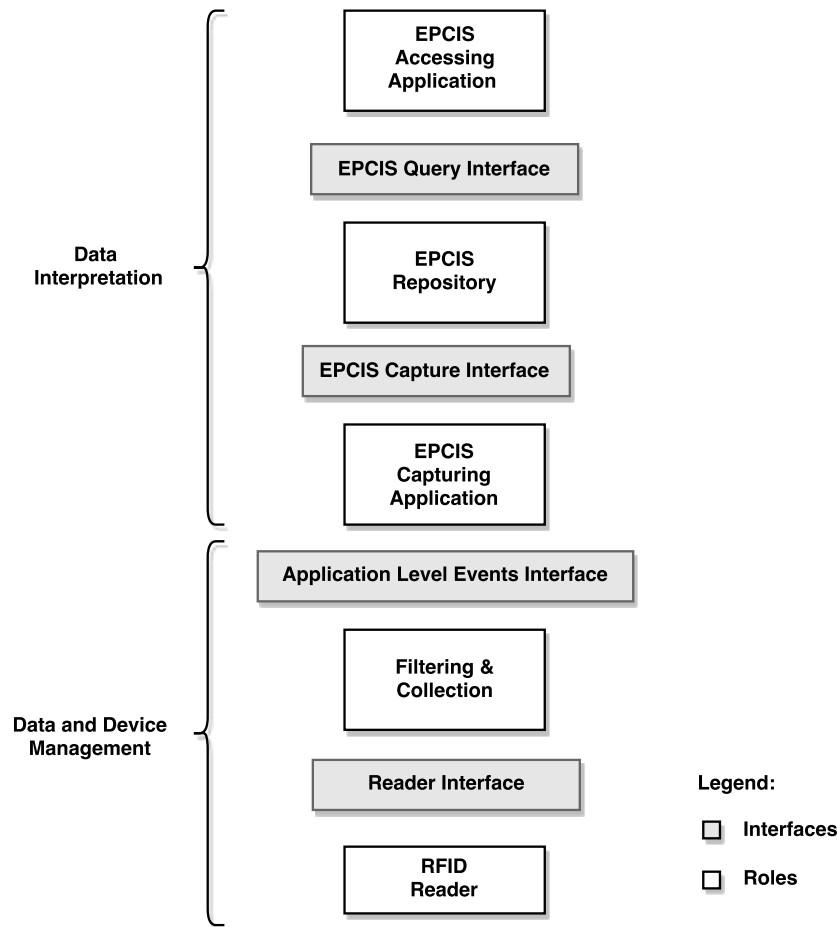 EPCIS
Accessing
Application
EPCIS Query Interface
Data
Interpretation
EPCIS
Repository
EPCIS Capture Interface
EPCIS
Capturing
Application
Application Level Events Interface
Filtering &
Collection
Data and Device
Management
Reader Interface
Legend:
Interfaces
Roles
RFID
Reader